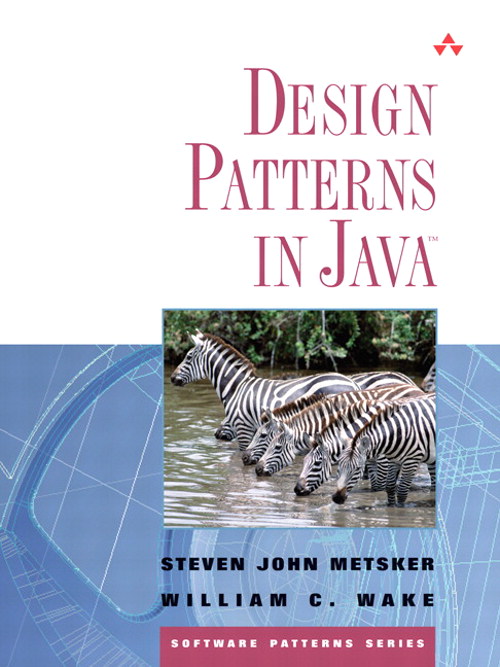 DESIGN
PATTERNS
IN JAVA™
STEVEN JOHN METSKER
WILLIAM C. WAKE
SOFTWARE PATTERNS SERIES